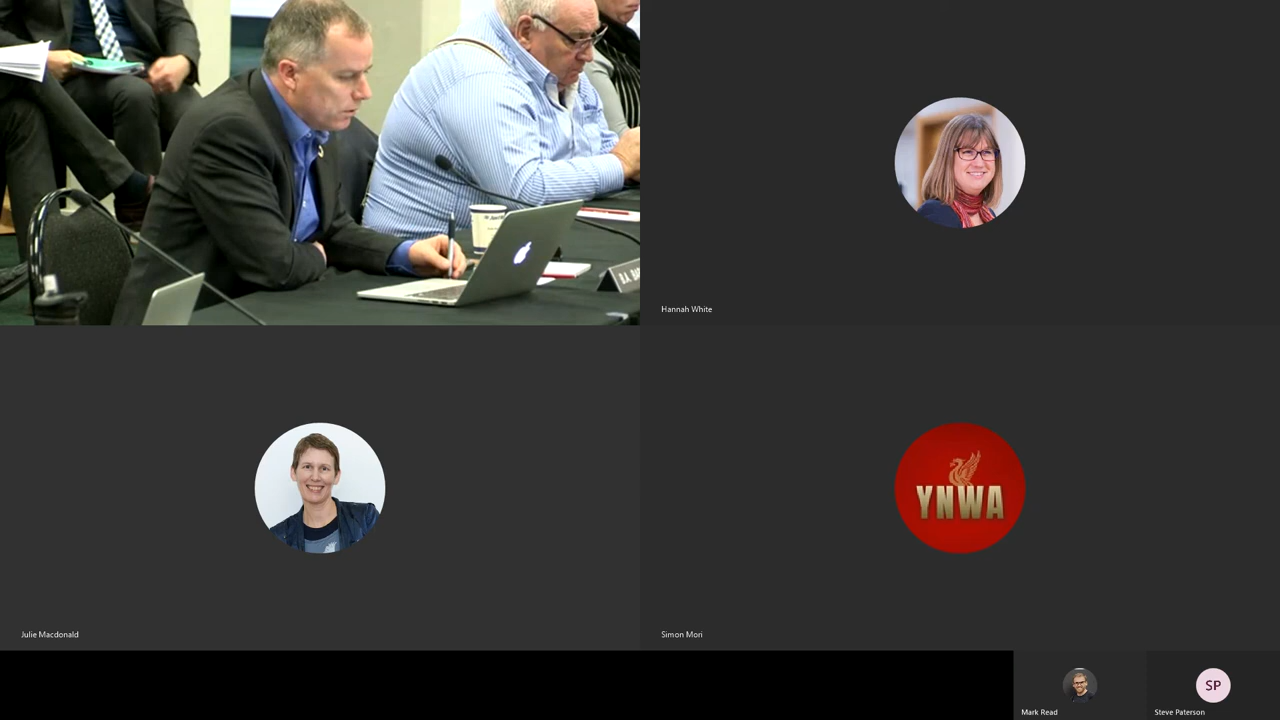 Hannah White
YNWA
Julie Macdonald
Simon Mori
SP
Mark Read
Steve Paterson